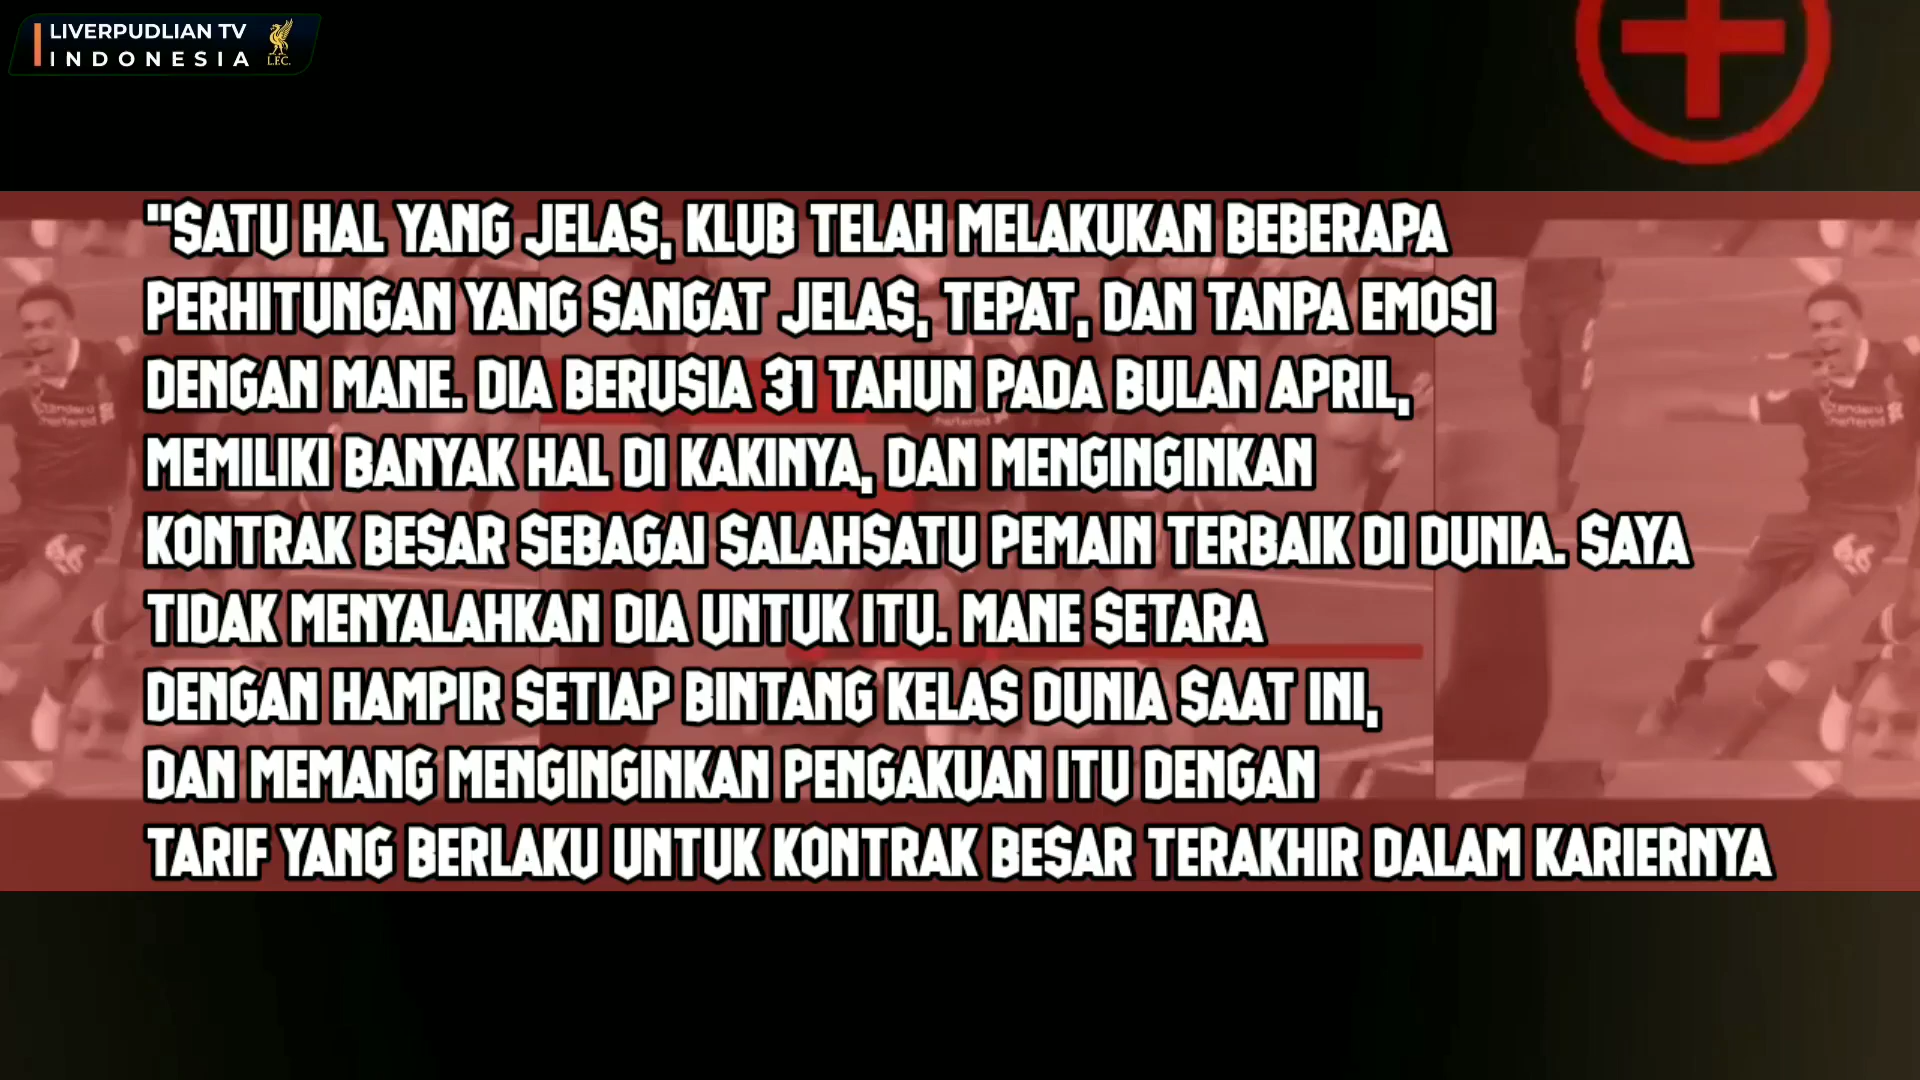 LIVERPUDLIAN TV
INDONESIA
L.F.C.
"SATU HAL YANG JELAS, KLUB TELAH MELAKUKAN BEBERAPA
PERHITUNGAN YANG SANGAT JELAS, TEPAT, DAN TANPA EMOSI
DENGAN MANE. DIA BERUSIA 31 TAHUN PADA BULAN APRIL,
MEMILIKI BANYAK HAL DI KAKINYA, DAN MENGINGINKAN
KONTRAK BESAR SEBAGAI SALAHSATU PEMAIN TERBAIK DI DUNIA. SAYA
TIDAK MENYALAHKAN DIA UNTUK ITU. MANE SETARA
DENGAN HAMPIR SETIAP BINTANG KELAS DUNIA SAAT INI,
DAN MEMANG MENGINGINKAN PENGAKUAN ITU DENGAN
TARIF YANG BERLAKU UNTUK KONTRAK BESAR TERAKHIR DALAM KARIERNYA
Standard
Chartered
66